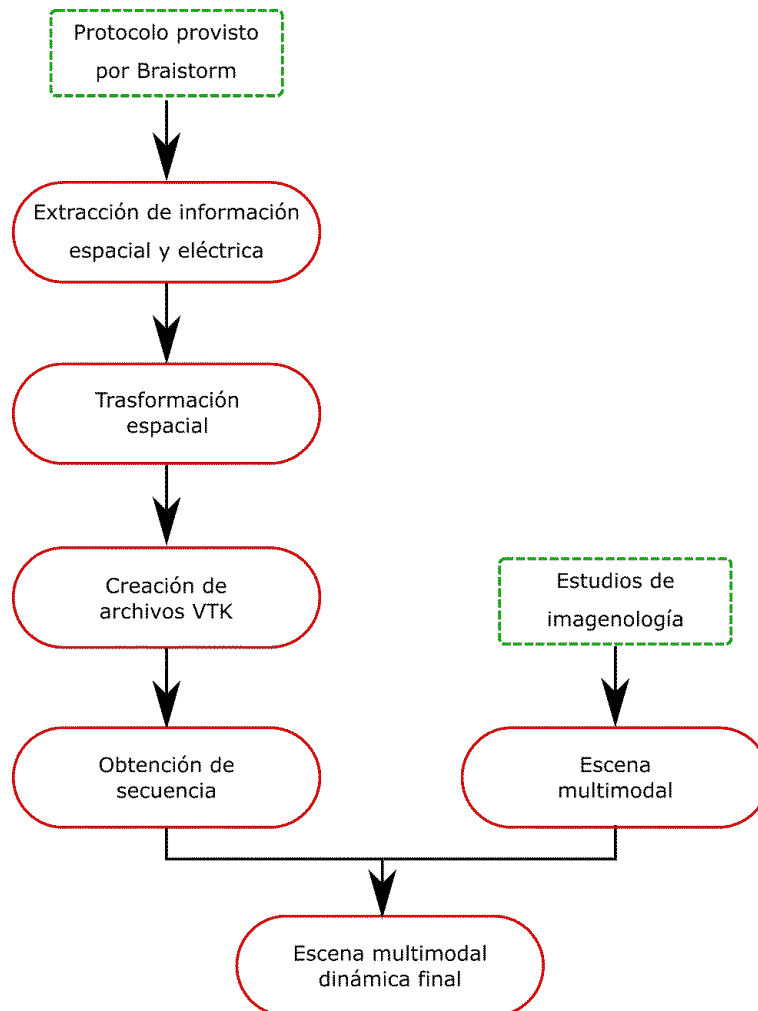 Protocolo provisto
por Braistorm
Extracción de información
espacial y eléctrica
Trasformación
espacial
Creación de
archivos VTK
Estudios de
imagenología
Obtención de
secuencia
Escena
multimodal
Escena multimodal
dinámica final